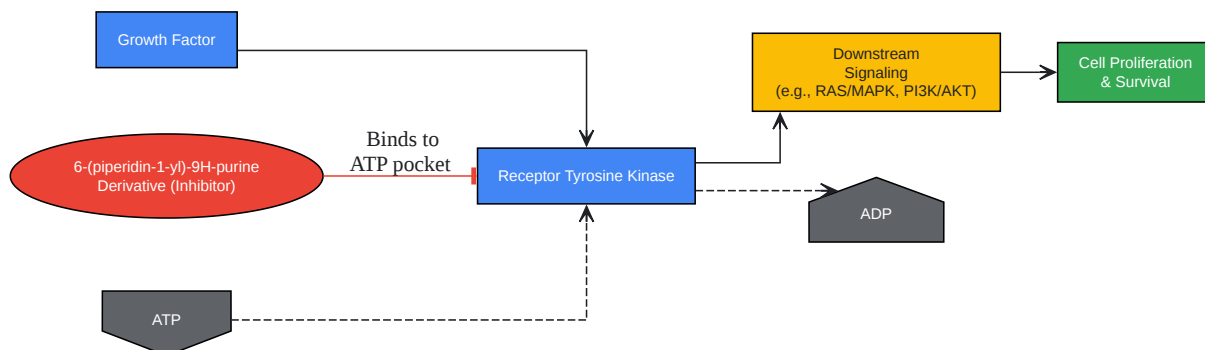 Growth Factor
Downstream
Signaling
(e.g., RAS/MAPK, PI3K/AKT)
Cell Proliferation
& Survival
Binds to
ATP pocket
6-(piperidin-1-yl)-9H-purine
Derivative (Inhibitor)
Receptor Tyrosine Kinase
ADP
ATP